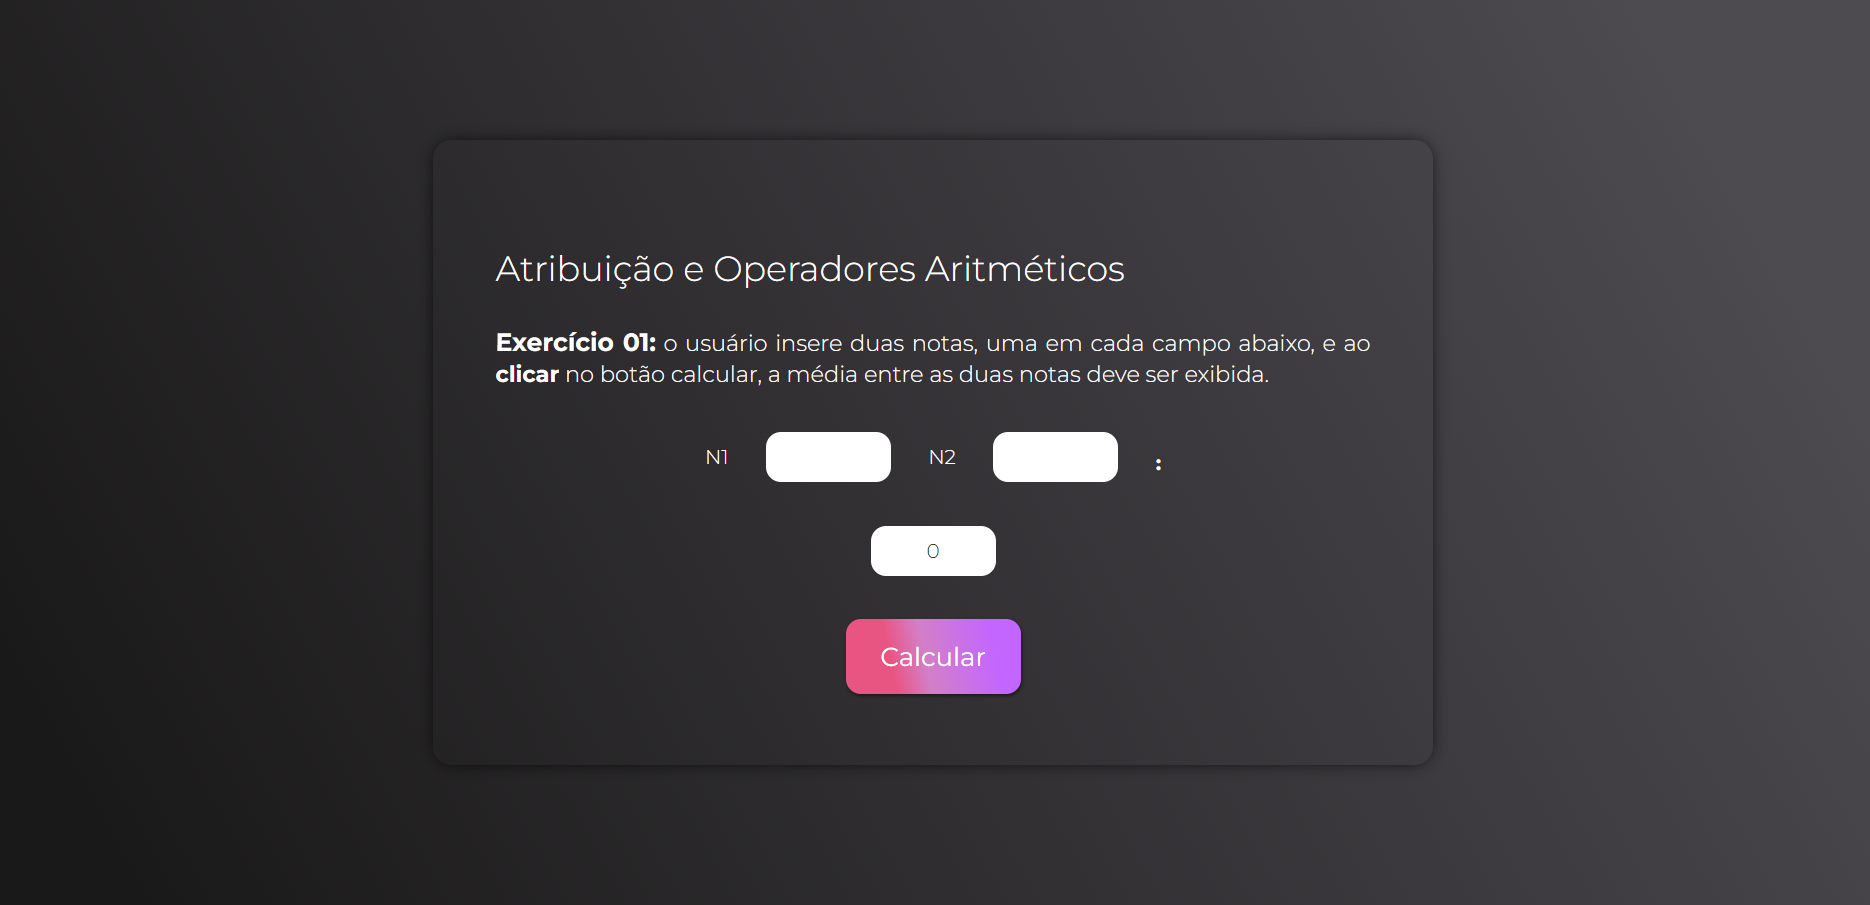 Atribuição e Operadores Aritméticos
Exercício 01: o usuário insere duas notas, uma em cada campo abaixo, e ao
clicar no botão calcular, a média entre as duas notas deve ser exibida.
N1 N2 :
0
Calcular